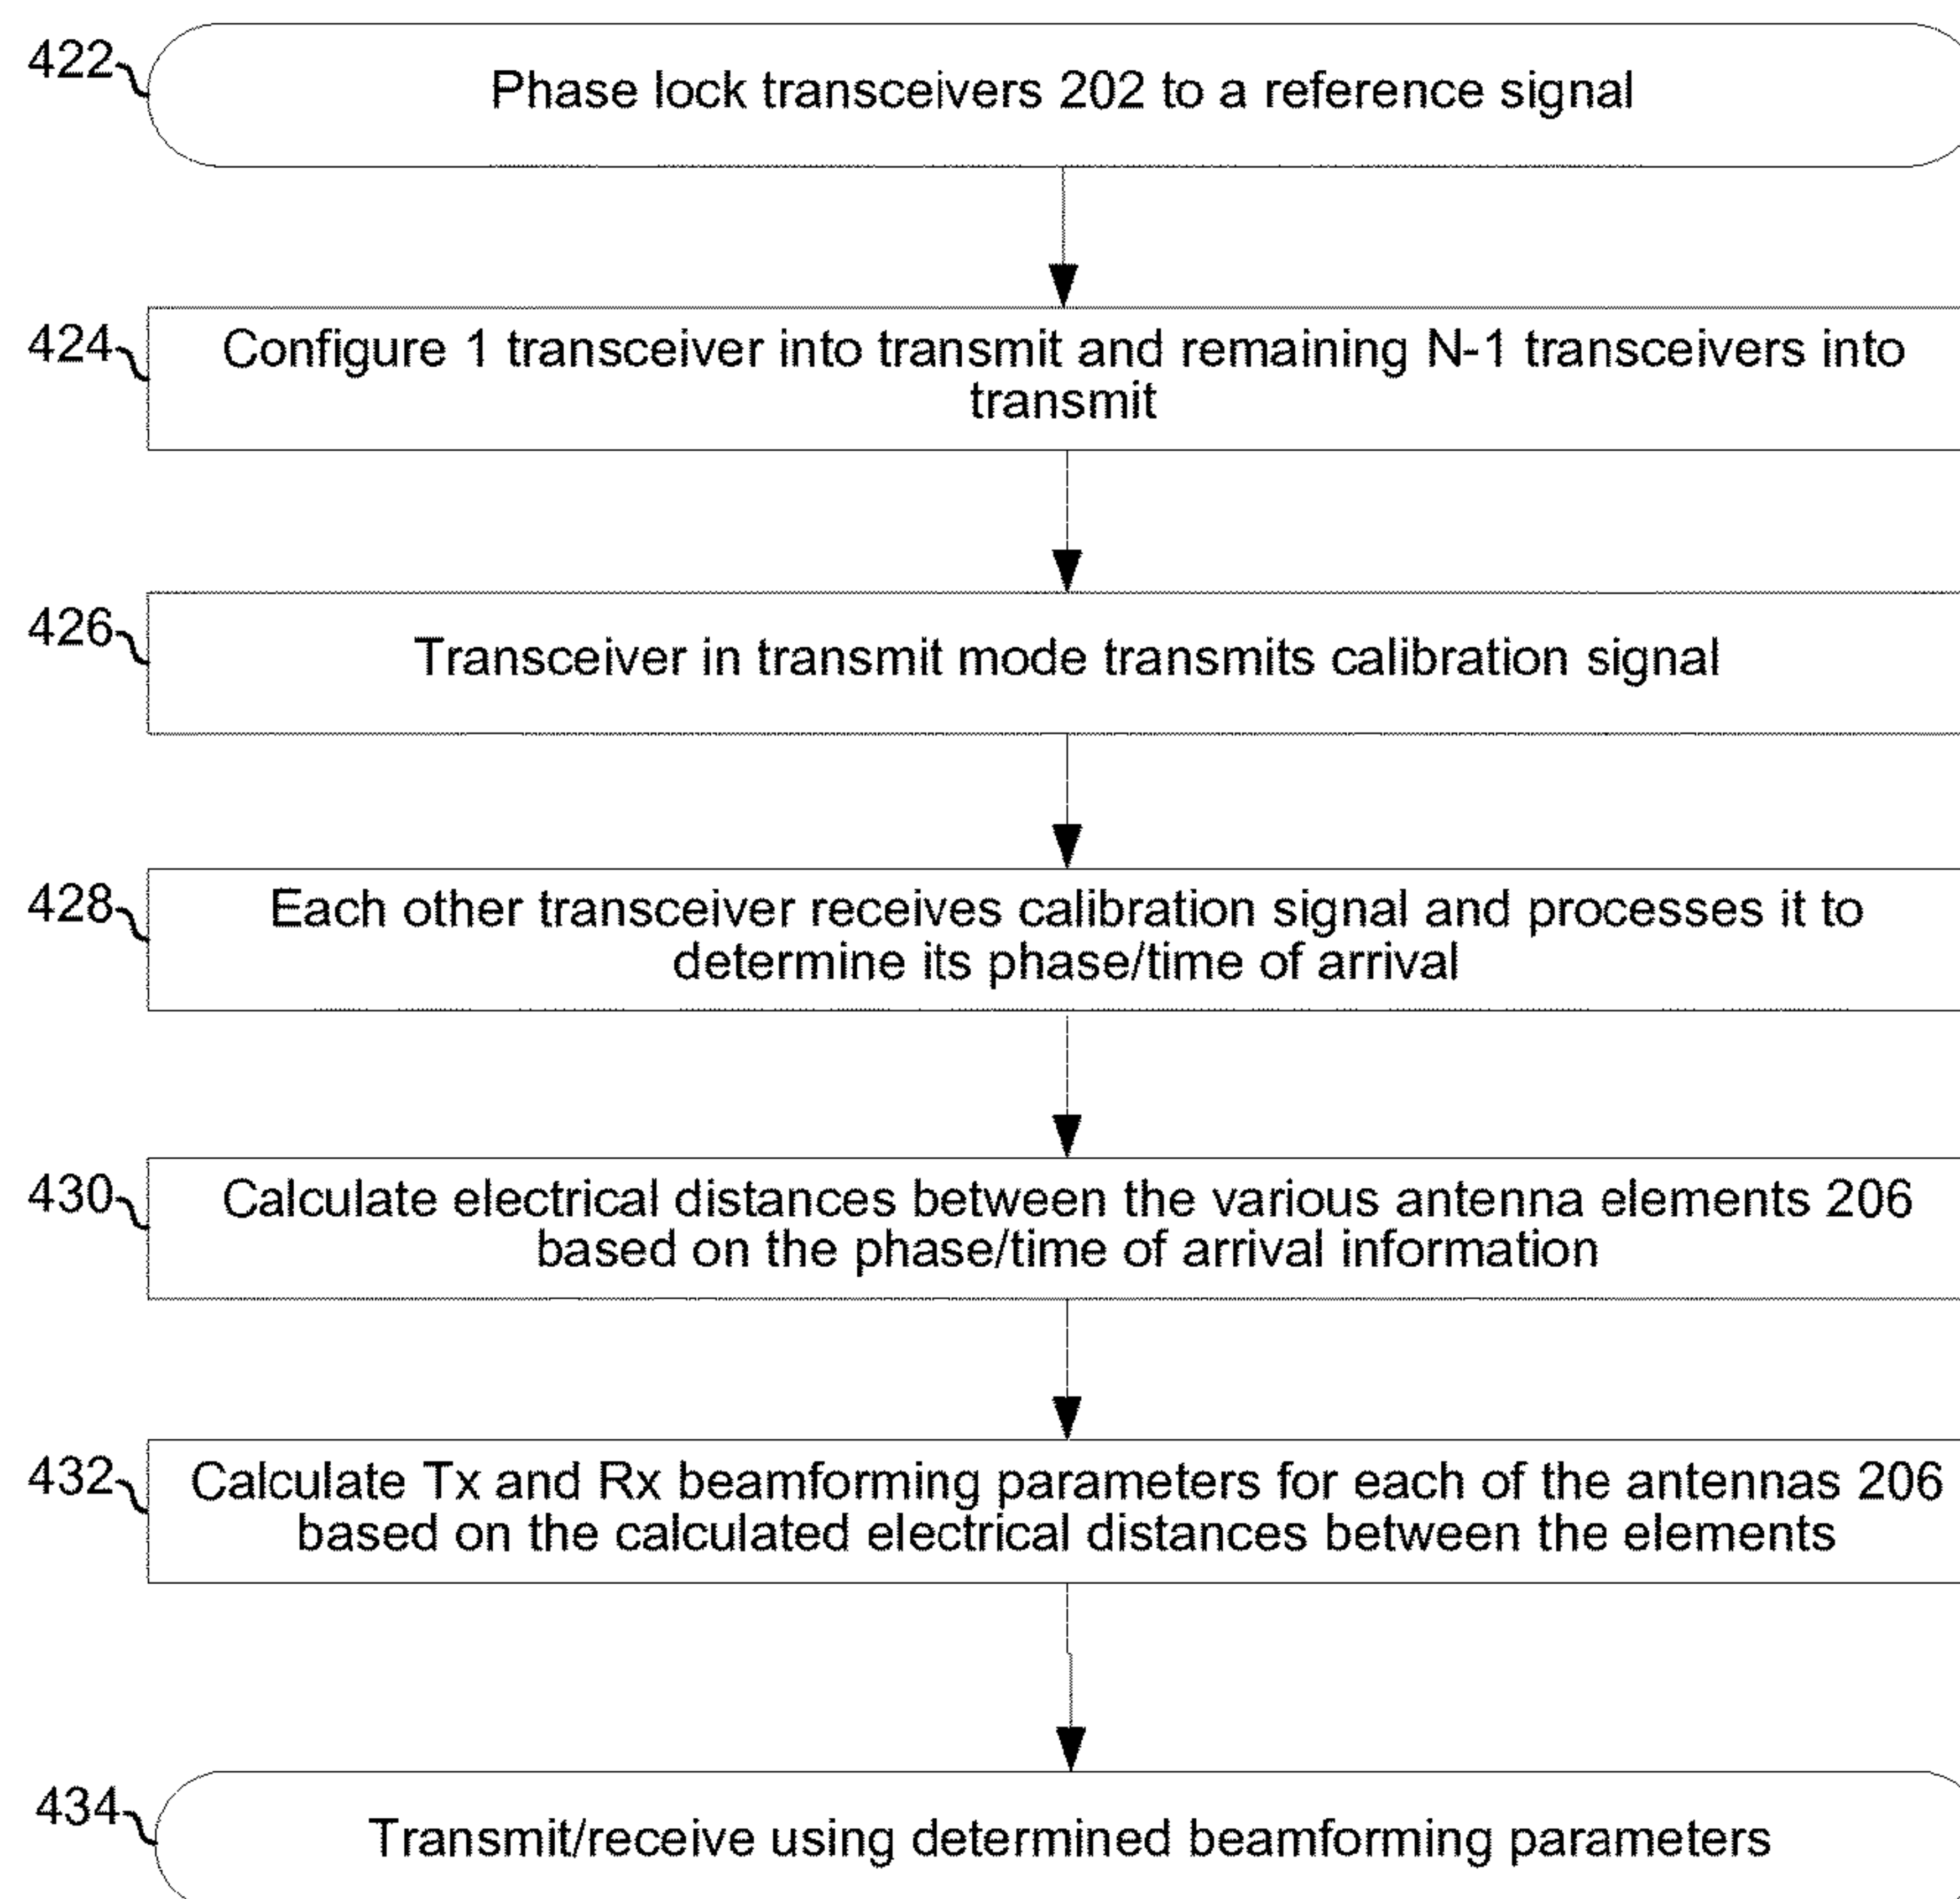 422
Phase lock transceivers 202 to a reference signal
424
Configure 1 transceiver into transmit and remaining N-1 transceivers into
transmit
426
Transceiver in transmit mode transmits calibration signal
428
Each other transceiver receives calibration signal and processes it to
determine its phase/time of arrival
430
Calculate electrical distances between the various antenna elements 206
based on the phase/time of arrival information
432
Calculate Tx and Rx beamforming parameters for each of the antennas 206
based on the calculated electrical distances between the elements
434
Transmit/receive using determined beamforming parameters